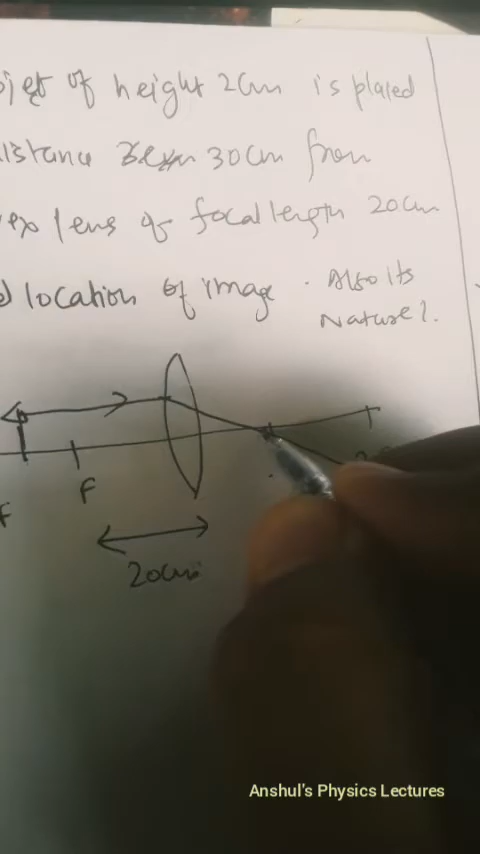 of height 2cm is placed
30cm from
lens of focal length 20cm
location of image. Also its
Nature?.
F
F
20cm
Anshul's Physics Lectures